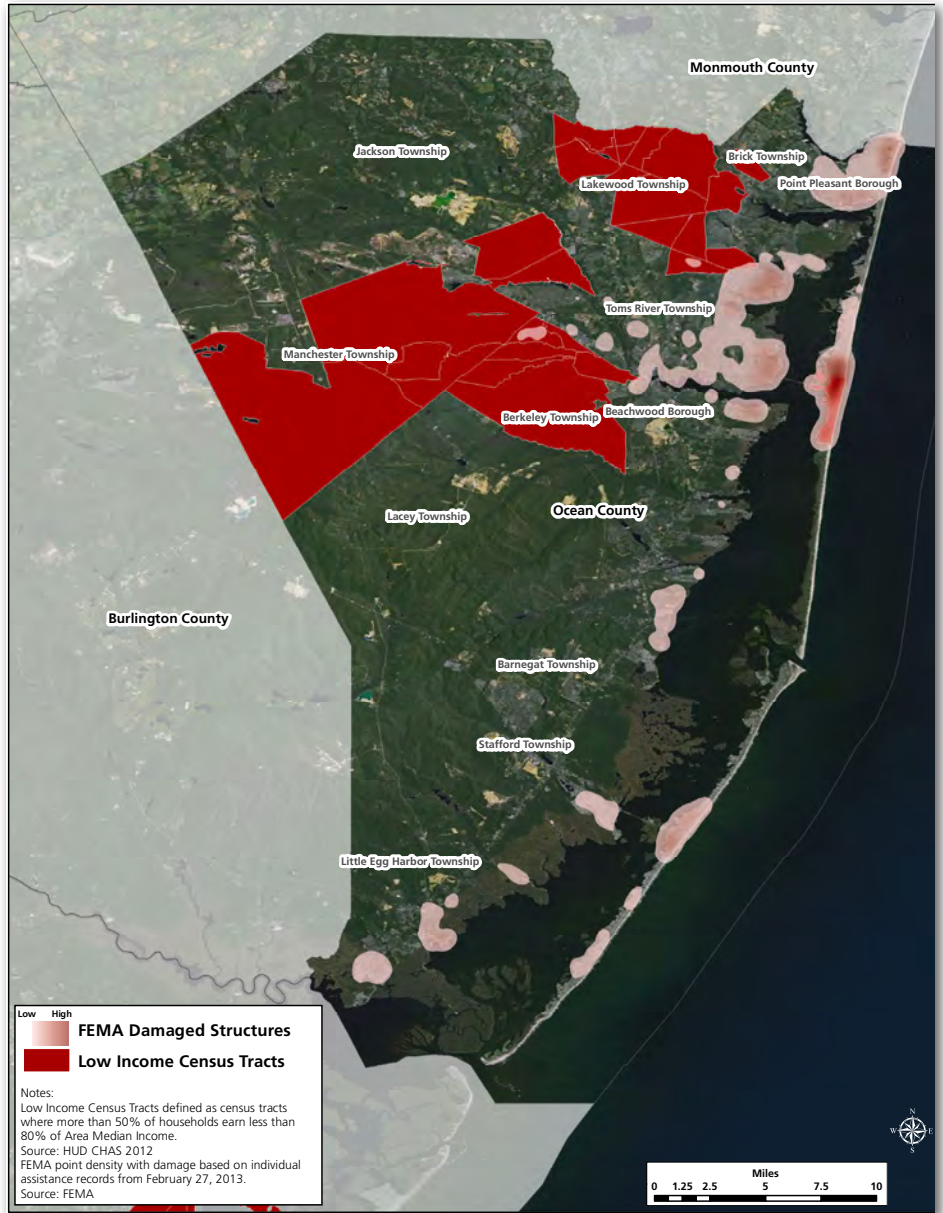 Monmouth County
Jackson Township
Brick Township
Lakewood Township
Point Pleasant Borough
Toms River Township
Manchester Township
Beachwood Borough
Berkeley Township
Lacey Township
Ocean County
Burlington County
Barnegat Township
Stafford Township
Little Egg Harbor Township
Low High
FEMA Damaged Structures
Low Income Census Tracts
Notes:
Low Income Census Tracts defined as census tracts
where more than 50% of households earn less than
80% of Area Median Income.
Source: HUD CHAS 2012
FEMA point density with damage based on individual
assistance records from February 27, 2013.
Source: FEMA
N
W E
S
Miles
0 1.25 2.5 5 7.5 10